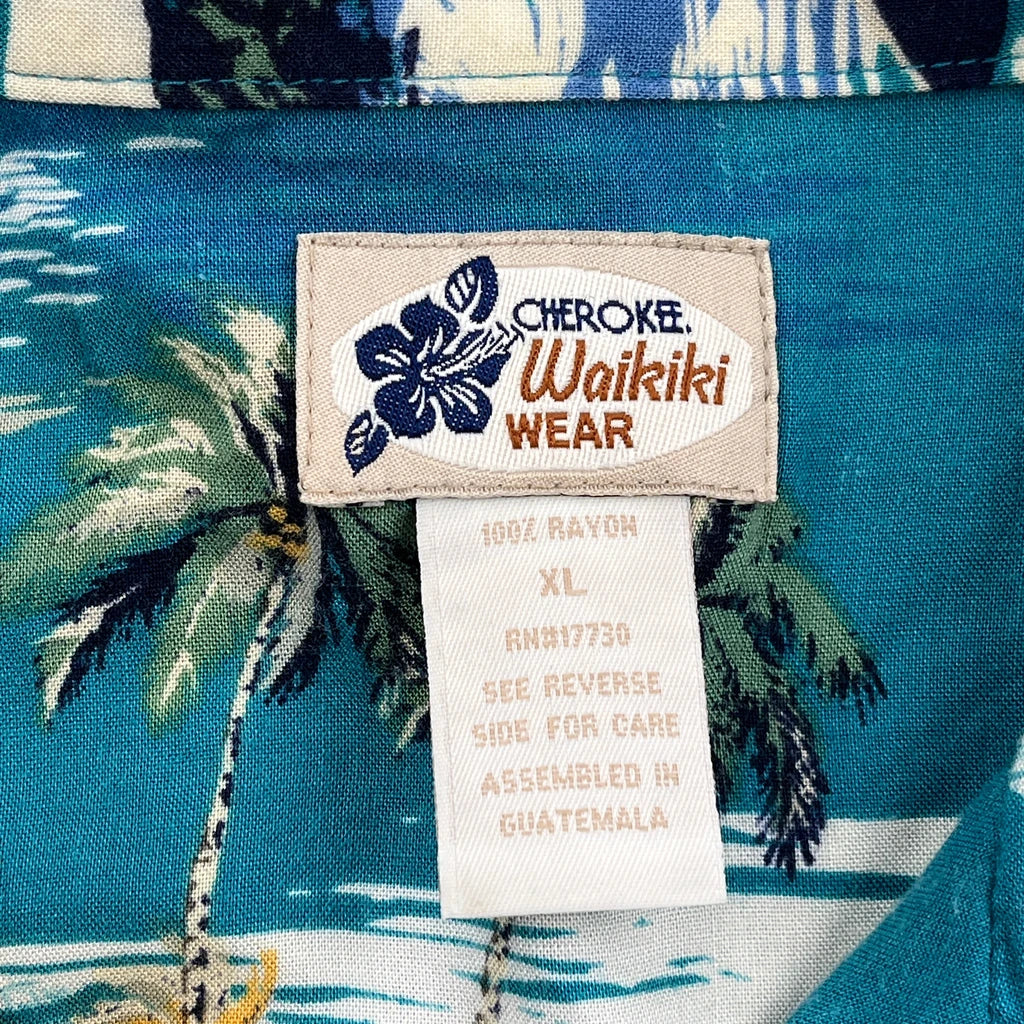 CHEROKEE.
Waikiki
WEAR
100% RAYON
XL
RN#17730
SEE REVERSE
SIDE FOR CARE
ASSEMBLED IN
GUATEMALA